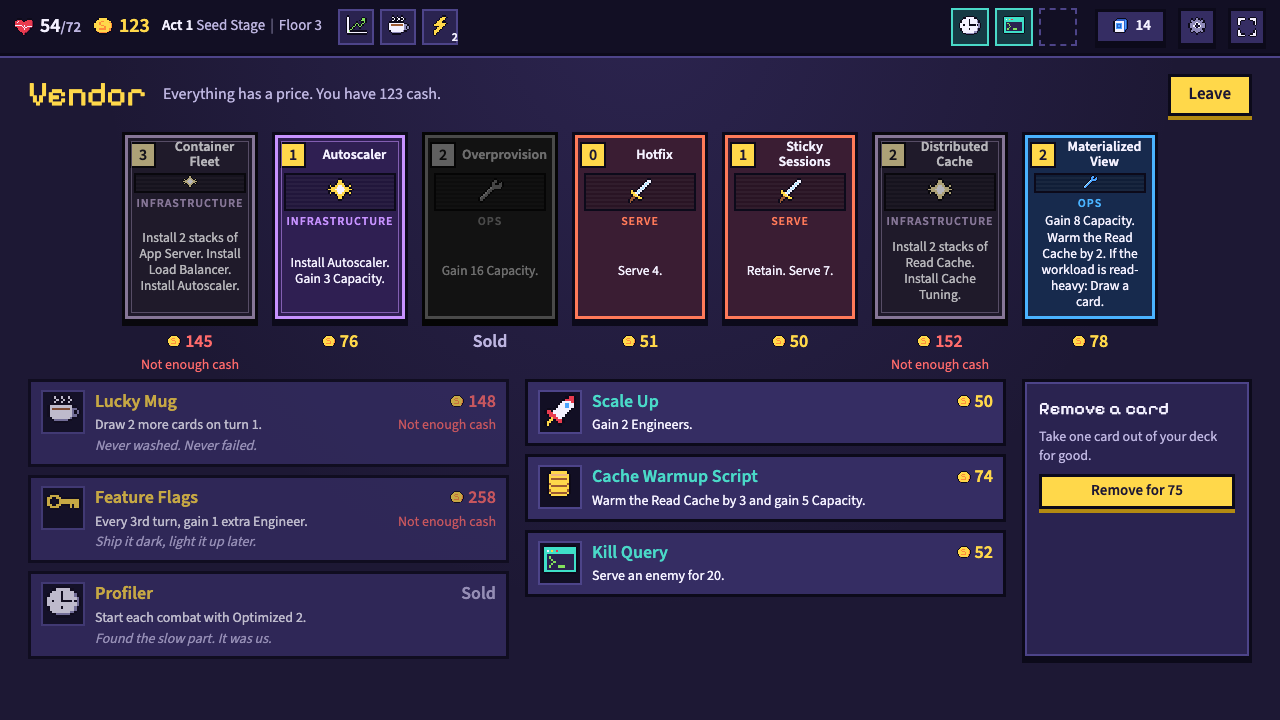 54/72
123
Act 1 Seed Stage | Floor 3
2
14
Vendor
Everything has a price. You have 123 cash.
Leave
3
Container
Fleet
INFRASTRUCTURE
Install 2 stacks of
App Server. Install
Load Balancer.
Install Autoscaler.
145
Not enough cash
1
Autoscaler
INFRASTRUCTURE
Install Autoscaler.
Gain 3 Capacity.
76
2
Overprovision
OPS
Gain 16 Capacity.
Sold
0
Hotfix
SERVE
Serve 4.
51
1
Sticky
Sessions
SERVE
Retain. Serve 7.
50
2
Distributed
Cache
INFRASTRUCTURE
Install 2 stacks of
Read Cache.
Install Cache
Tuning.
152
Not enough cash
2
Materialized
View
OPS
Gain 8 Capacity.
Warm the Read
Cache by 2. If the
workload is read-
heavy: Draw a
card.
78
Lucky Mug
148
Draw 2 more cards on turn 1.
Not enough cash
Never washed. Never failed.
Feature Flags
258
Every 3rd turn, gain 1 extra Engineer.
Not enough cash
Ship it dark, light it up later.
Profiler
Sold
Start each combat with Optimized 2.
Found the slow part. It was us.
Scale Up
50
Gain 2 Engineers.
Cache Warmup Script
74
Warm the Read Cache by 3 and gain 5 Capacity.
Kill Query
52
Serve an enemy for 20.
Remove a card
Take one card out of your deck
for good.
Remove for 75